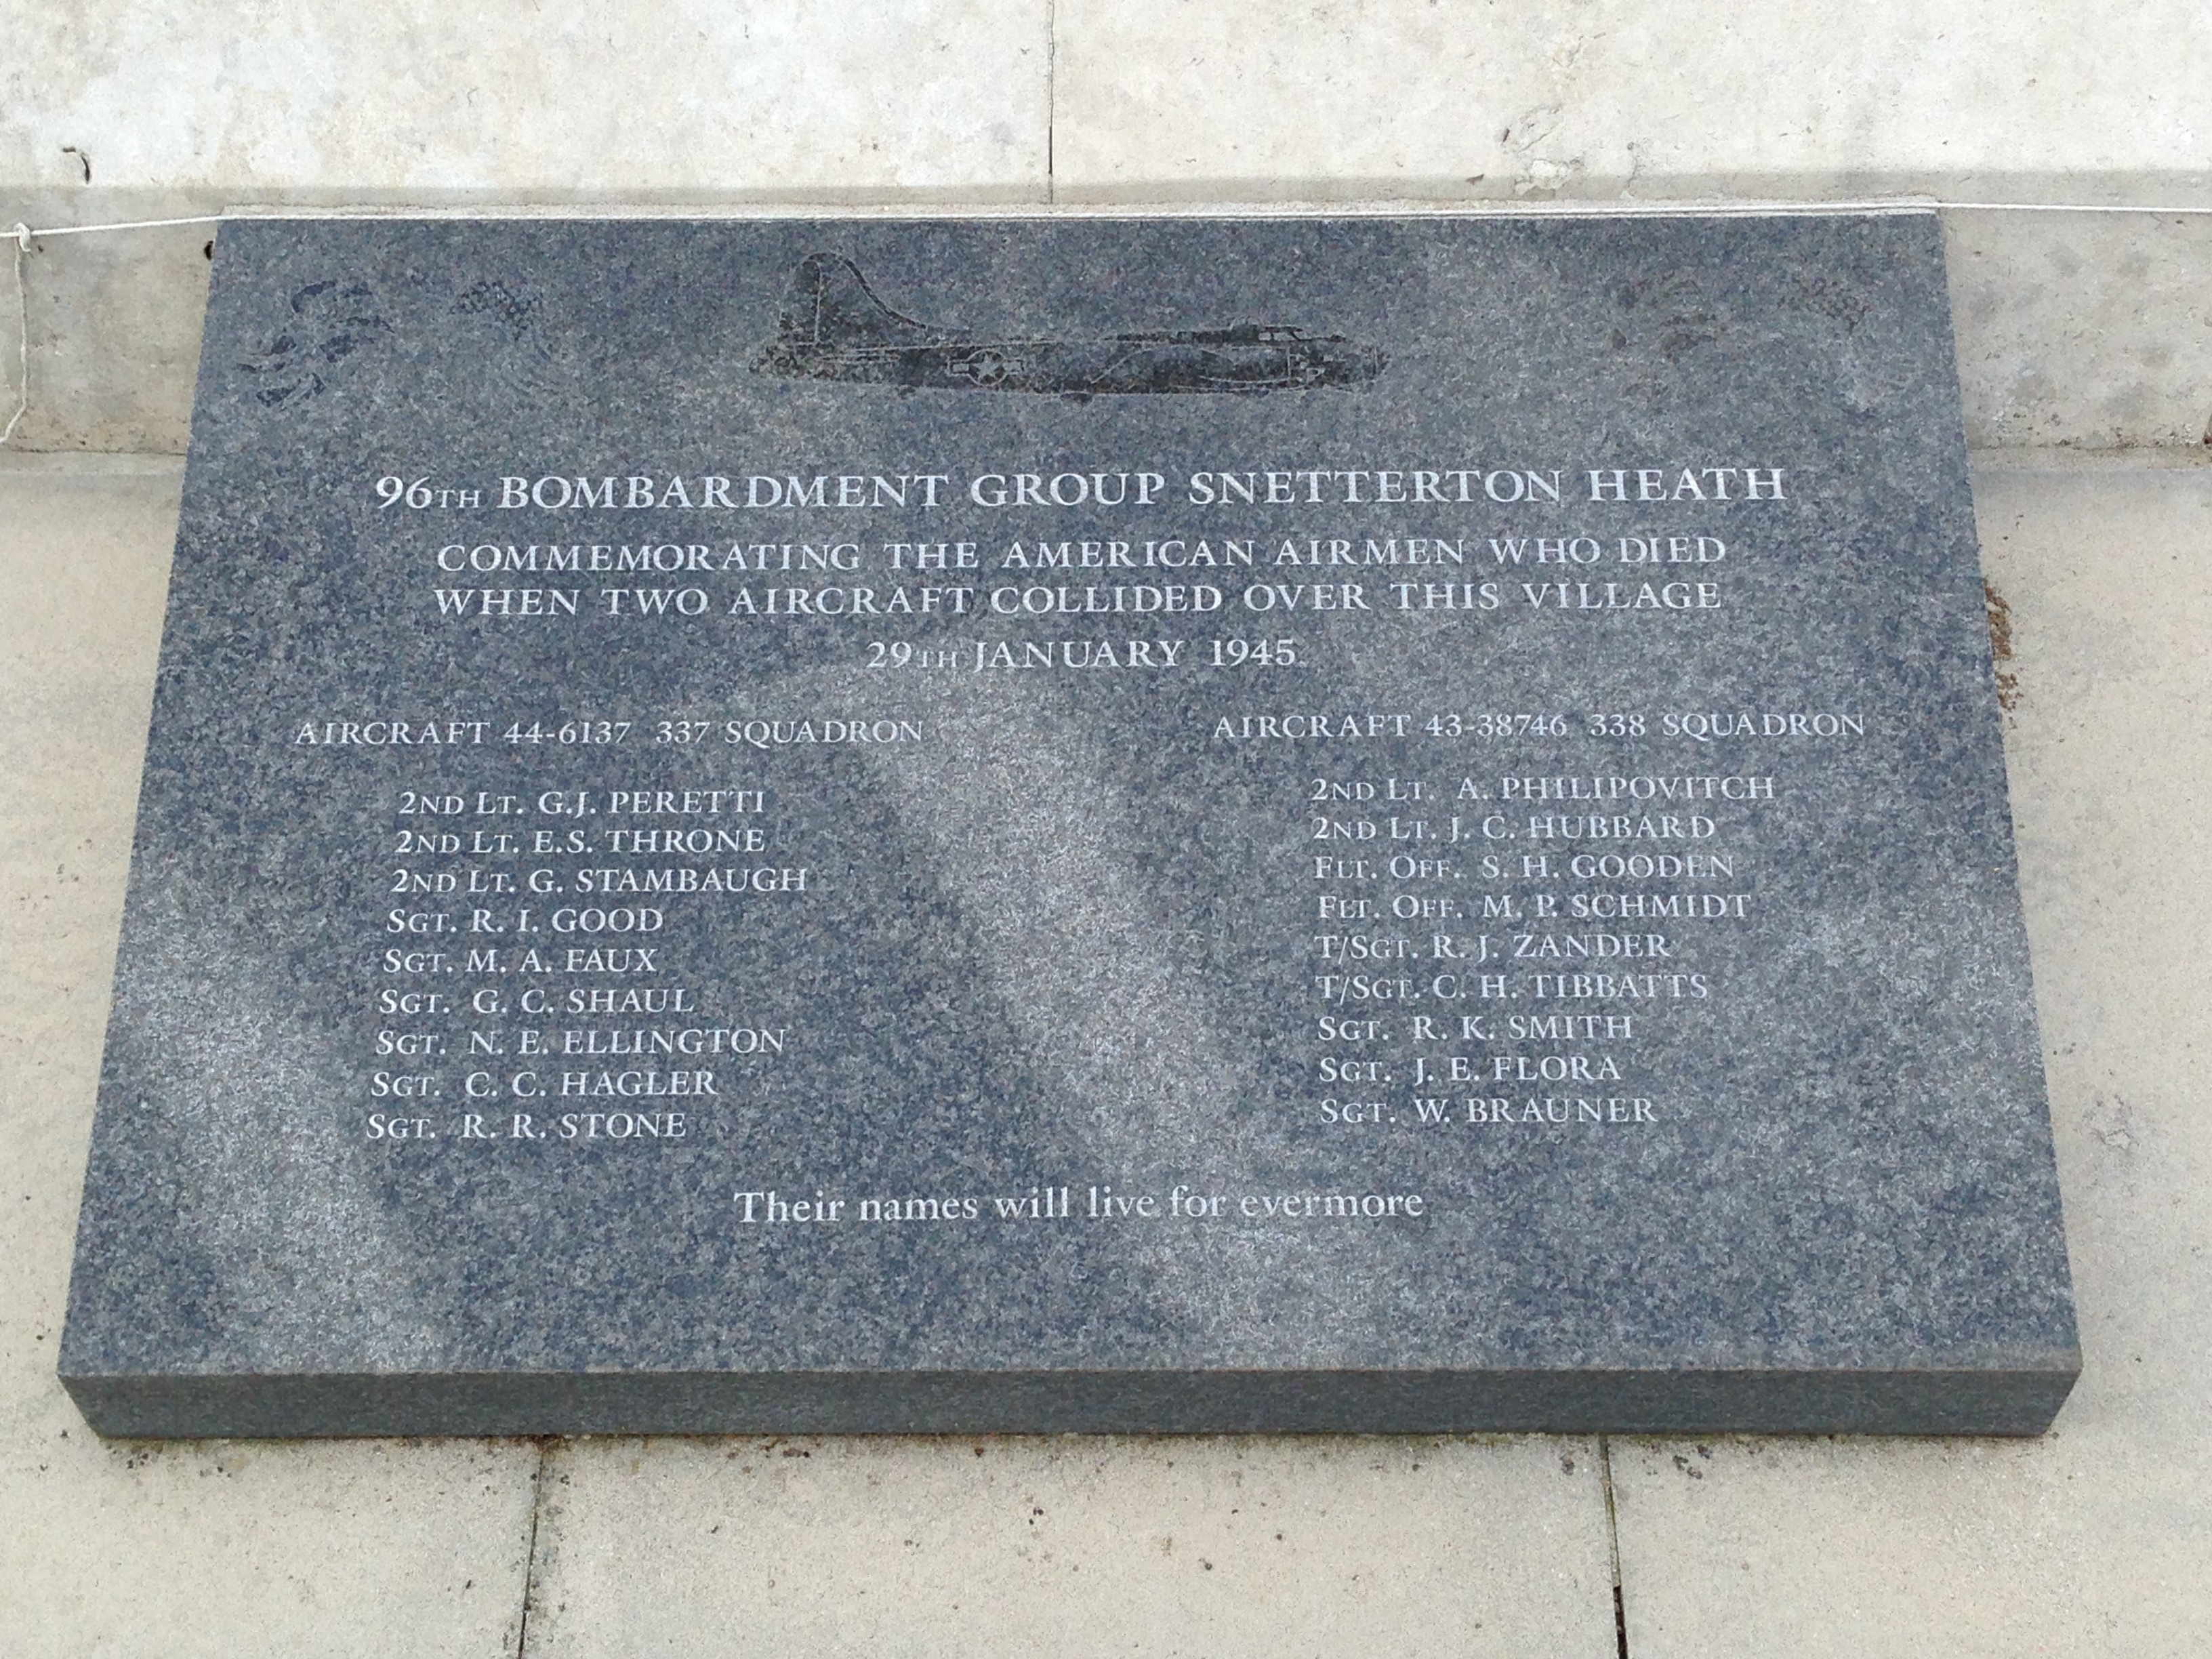 96TH BOMBARDMENT GROUP SNETTERTON HEATH
COMMEMORATING THE AMERICAN AIRMEN WHO DIED
WHEN TWO AIRCRAFT COLLIDED OVER THIS VILLAGE
29TH JANUARY 1945
AIRCRAFT 44-6137 337 SQUADRON
2ND LT. G.J. PERETTI
2ND LT. E.S. THRONE
2ND LT. G. STAMBAUGH
SGT. R. I. GOOD
SGT. M. A. FAUX
SGT. G. C. SHAUL
SGT. N. E. ELLINGTON
SGT. C. C. HAGLER
SGT. R. R. STONE
AIRCRAFT 43-38746 338 SQUADRON
2ND LT. A. PHILIPOVITCH
2ND LT. J. C. HUBBARD
FLT. OFF. S. H. GOODEN
FLT. OFF. M. P. SCHMIDT
T/SGT. R. J. ZANDER
T/SGT. C. H. TIBBATTS
SGT. R. K. SMITH
SGT. J. E. FLORA
SGT. W. BRAUNER
Their names will live for evermore